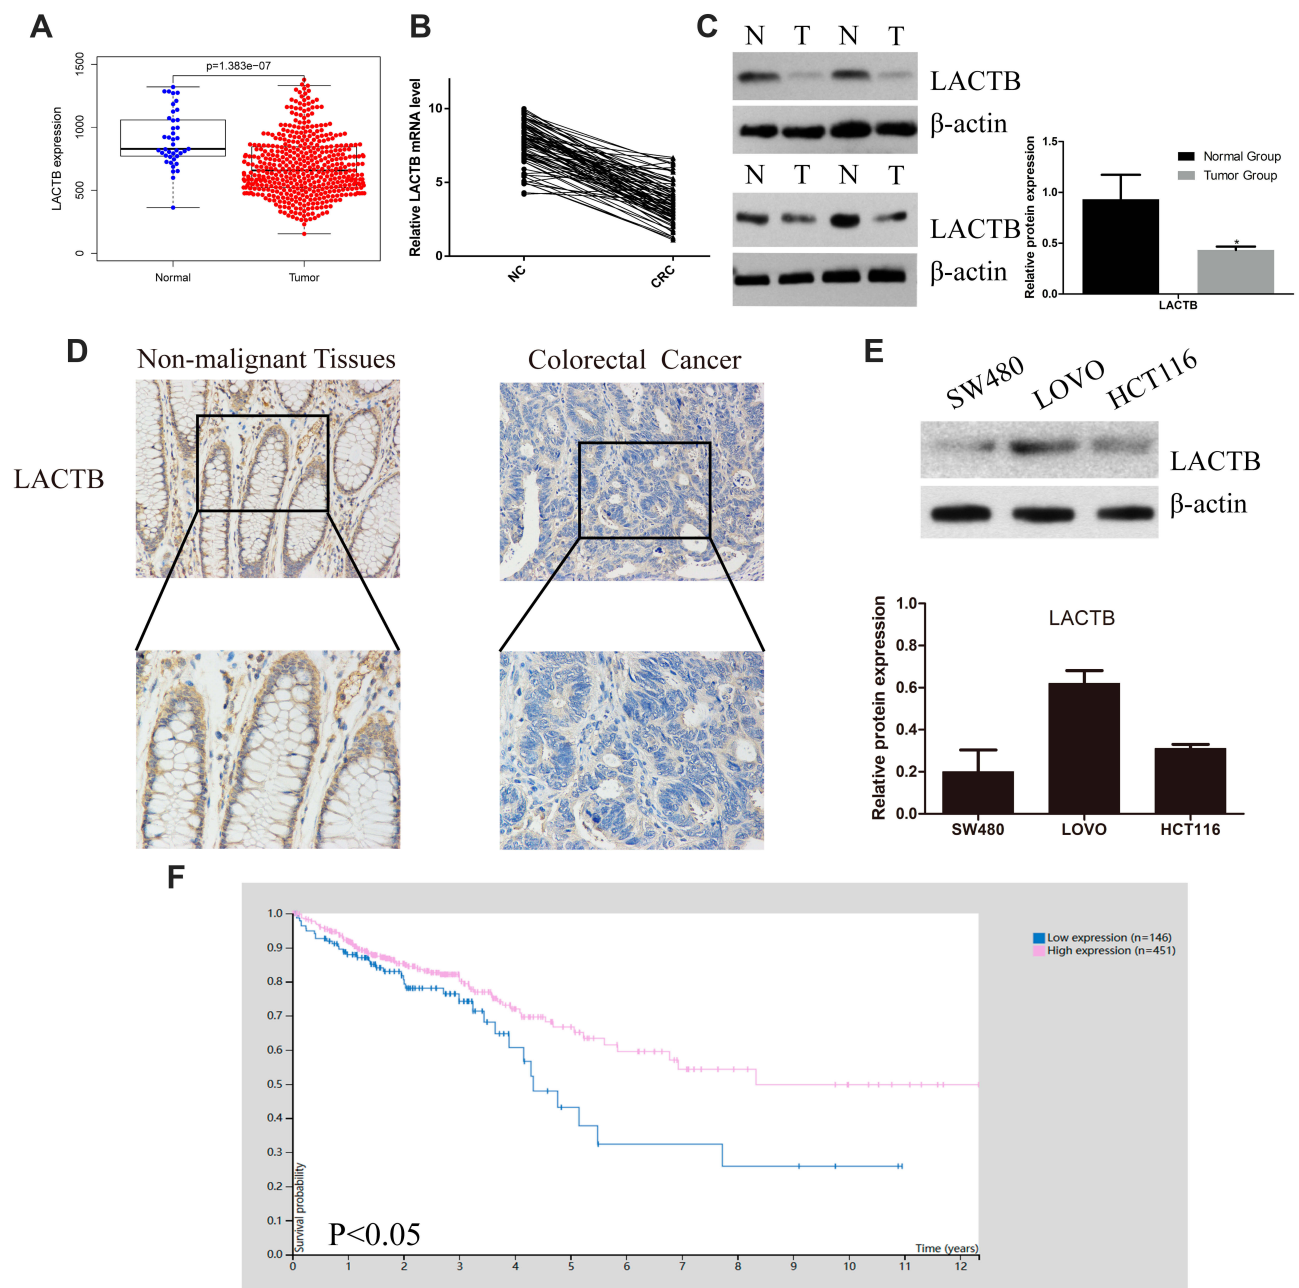 A
p=1.383e−07
LACTB expression
1500
1000
500
0
Normal
Tumor
B
Relative LACTB mRNA level
10
5
0
NC
CRC
C
N T N T
LACTB
β-actin
N T N T
LACTB
β-actin
Relative protein expression
1.5
1.0
0.5
0.0
Normal Group
Tumor Group
*
LACTB
D
Non-malignant Tissues
Colorectal Cancer
LACTB
E
SW480 LOVO HCT116
LACTB
β-actin
LACTB
Relative protein expression
1.0
0.8
0.6
0.4
0.2
0.0
SW480 LOVO HCT116
F
1.0
0.9
0.8
0.7
0.6
0.5
0.4
0.3
0.2
0.1
0.0
Survival probability
P<0.05
Time (years)
0 1 2 3 4 5 6 7 8 9 10 11 12
Low expression (n=146)
High expression (n=451)